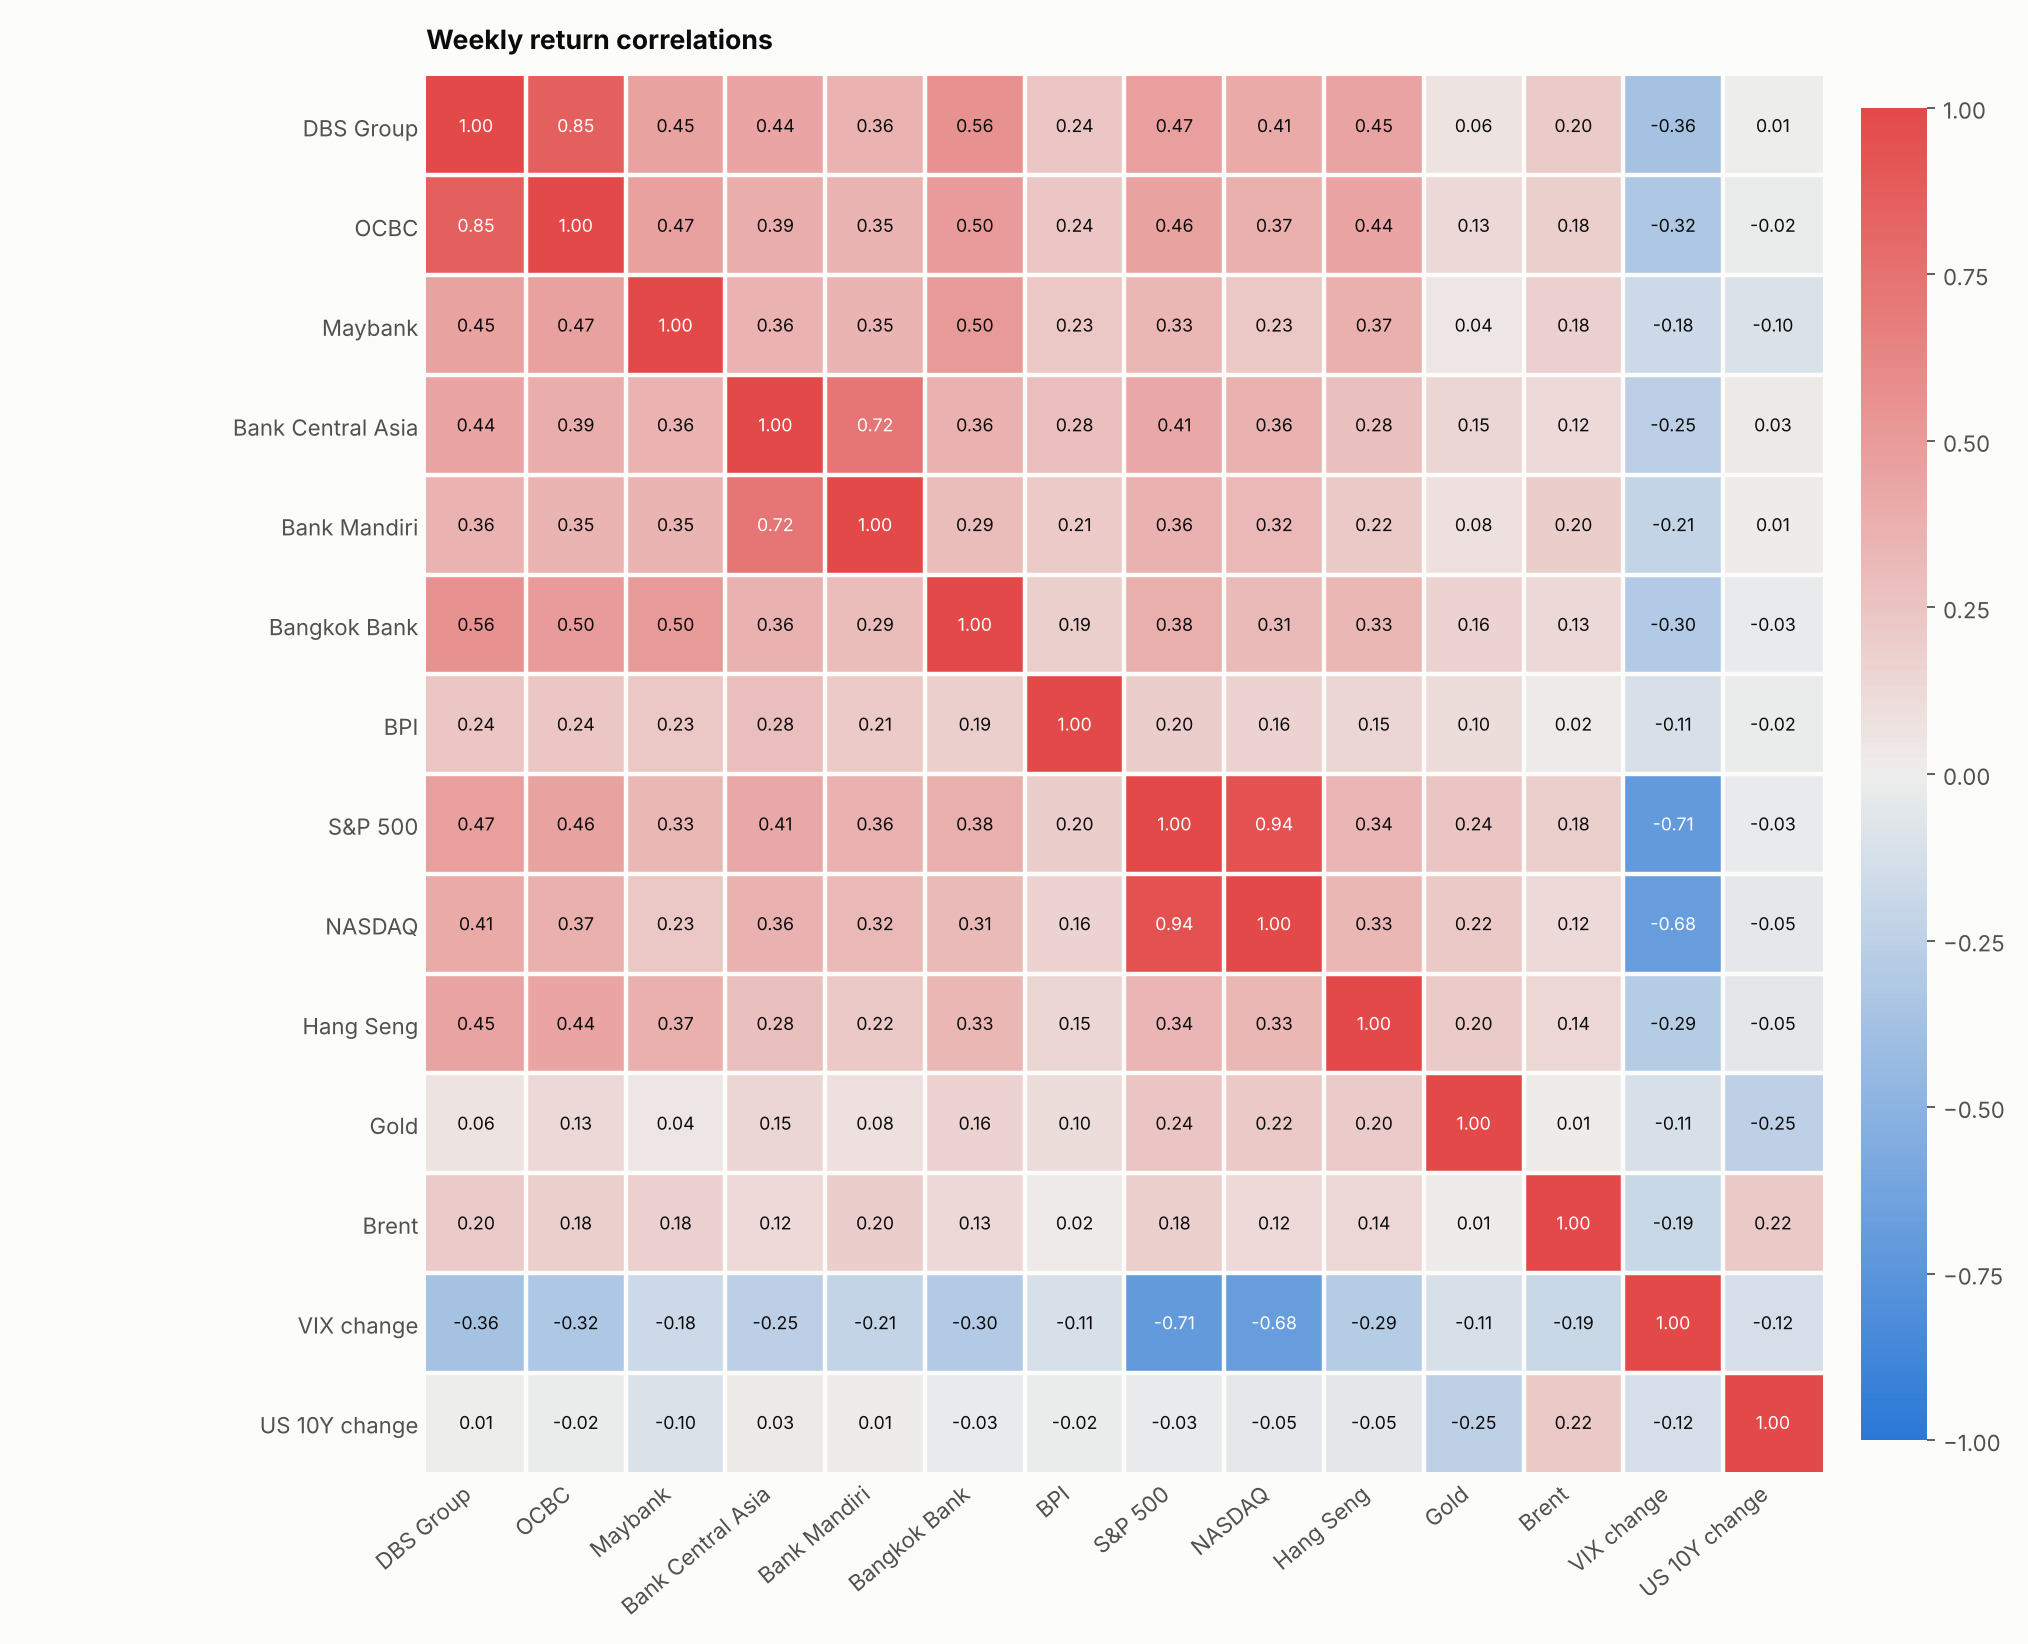 Weekly return correlations
DBS Group 1.00 0.85 0.45 0.44 0.36 0.56 0.24 0.47 0.41 0.45 0.06 0.20 -0.36 0.01
OCBC 0.85 1.00 0.47 0.39 0.35 0.50 0.24 0.46 0.37 0.44 0.13 0.18 -0.32 -0.02
Maybank 0.45 0.47 1.00 0.36 0.35 0.50 0.23 0.33 0.23 0.37 0.04 0.18 -0.18 -0.10
Bank Central Asia 0.44 0.39 0.36 1.00 0.72 0.36 0.28 0.41 0.36 0.28 0.15 0.12 -0.25 0.03
Bank Mandiri 0.36 0.35 0.35 0.72 1.00 0.29 0.21 0.36 0.32 0.22 0.08 0.20 -0.21 0.01
Bangkok Bank 0.56 0.50 0.50 0.36 0.29 1.00 0.19 0.38 0.31 0.33 0.16 0.13 -0.30 -0.03
BPI 0.24 0.24 0.23 0.28 0.21 0.19 1.00 0.20 0.16 0.15 0.10 0.02 -0.11 -0.02
S&P 500 0.47 0.46 0.33 0.41 0.36 0.38 0.20 1.00 0.94 0.34 0.24 0.18 -0.71 -0.03
NASDAQ 0.41 0.37 0.23 0.36 0.32 0.31 0.16 0.94 1.00 0.33 0.22 0.12 -0.68 -0.05
Hang Seng 0.45 0.44 0.37 0.28 0.22 0.33 0.15 0.34 0.33 1.00 0.20 0.14 -0.29 -0.05
Gold 0.06 0.13 0.04 0.15 0.08 0.16 0.10 0.24 0.22 0.20 1.00 0.01 -0.11 -0.25
Brent 0.20 0.18 0.18 0.12 0.20 0.13 0.02 0.18 0.12 0.14 0.01 1.00 -0.19 0.22
VIX change -0.36 -0.32 -0.18 -0.25 -0.21 -0.30 -0.11 -0.71 -0.68 -0.29 -0.11 -0.19 1.00 -0.12
US 10Y change 0.01 -0.02 -0.10 0.03 0.01 -0.03 -0.02 -0.03 -0.05 -0.05 -0.25 0.22 -0.12 1.00
DBS Group OCBC Maybank Bank Central Asia Bank Mandiri Bangkok Bank BPI S&P 500 NASDAQ Hang Seng Gold Brent VIX change US 10Y change
1.00
0.75
0.50
0.25
0.00
−0.25
−0.50
−0.75
−1.00